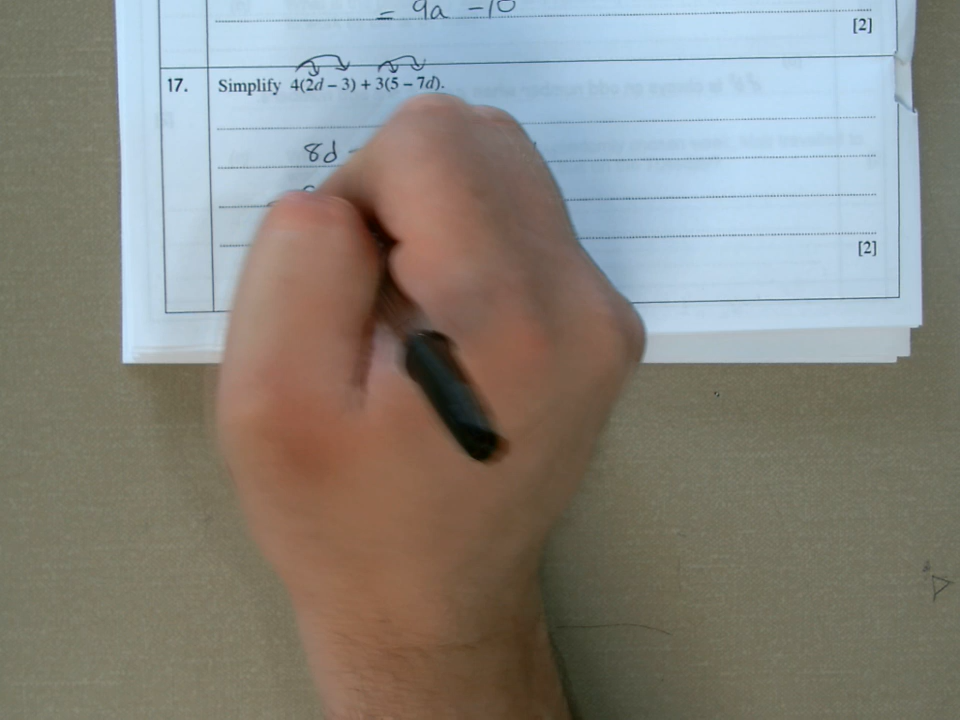 = 9a - 10
[2]
17. Simplify 4(2d – 3) + 3(5 – 7d).
8d -
[2]